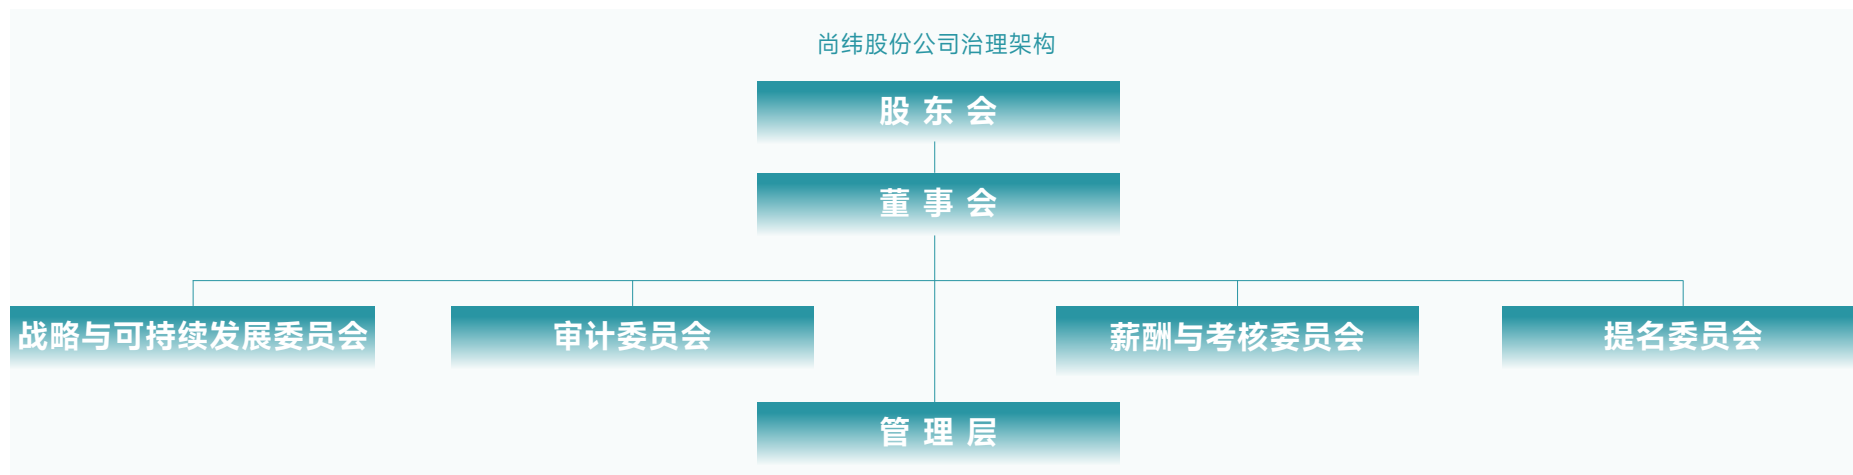 尚纬股份公司治理架构
股东会
董事会
战略与可持续发展委员会
审计委员会
薪酬与考核委员会
提名委员会
管理层